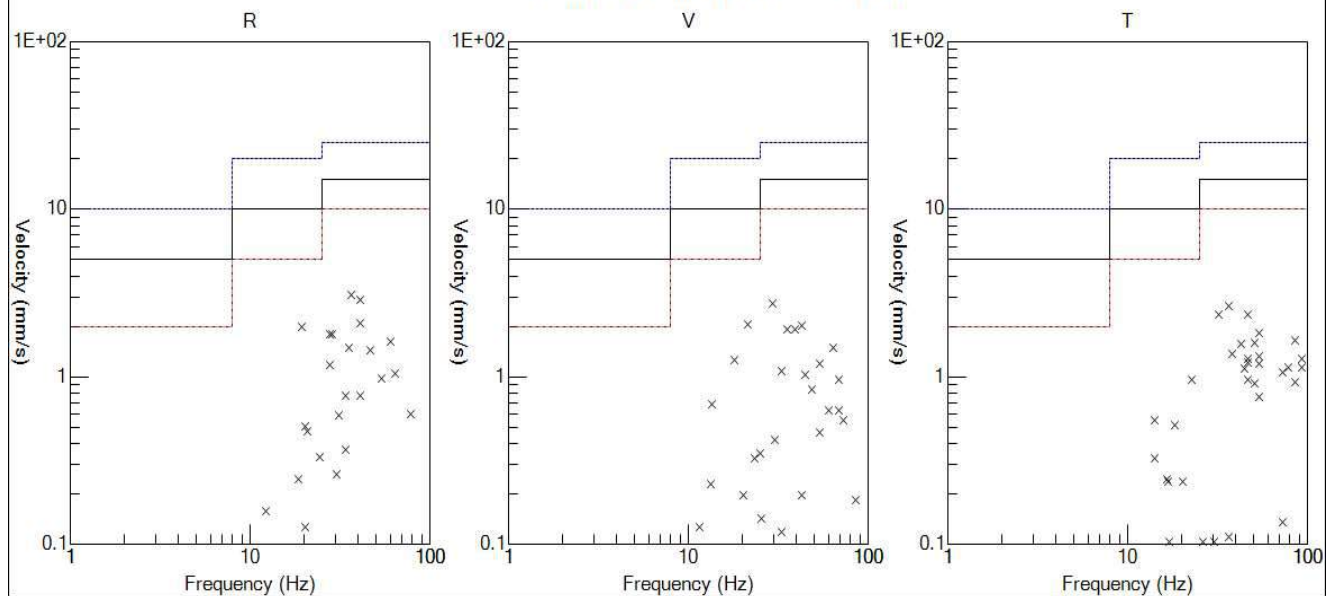 R V T
1E+02 1E+02 1E+02
Velocity (mm/s) Velocity (mm/s) Velocity (mm/s)
10 10 10
1 1 1
0.1 0.1 0.1
1 10 100 1 10 100 1 10 100
Frequency (Hz) Frequency (Hz) Frequency (Hz)